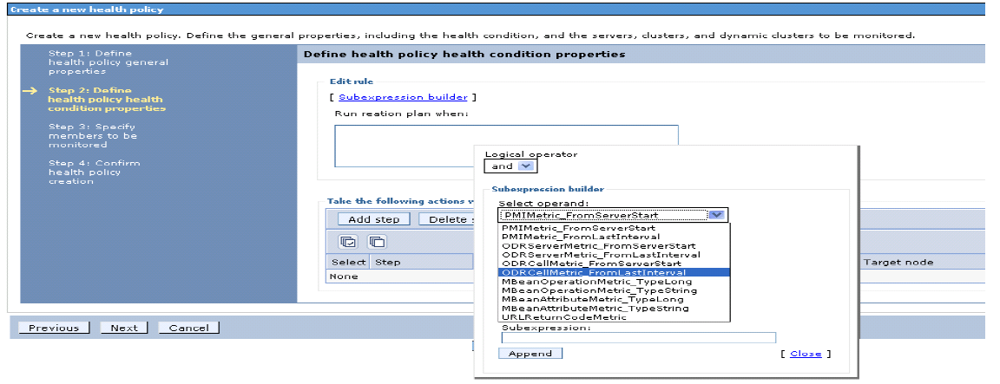 Create a new health policy
Create a new health policy. Define the general properties, including the health condition, and the servers, clusters, and dynamic clusters to be monitored.
Step 1: Define
health policy general
properties
Step 2: Define
health policy health
condition properties
Step 3: Specify
members to be
monitored
Step 4: Confirm
health policy
creation
Define health policy health condition properties
Edit rule
[ Subexpression builder ]
Run reation plan when:
Take the following actions
Add step Delete
Select Step Target node
None
Logical operator
and
Subexpression builder
Select operand:
PMIMetric_FromServerStart
PMIMetric_FromServerStart
PMIMetric_FromLastInterval
ODRServerMetric_FromServerStart
ODRServerMetric_FromLastInterval
ODRCellMetric_FromServerStart
ODRCellMetric_FromLastInterval
MBeanOperationMetric_TypeLong
MBeanOperationMetric_TypeString
MBeanAttributeMetric_TypeLong
MBeanAttributeMetric_TypeString
URLReturnCodeMetric
Subexpression:
Append [ Close ]
Previous Next Cancel